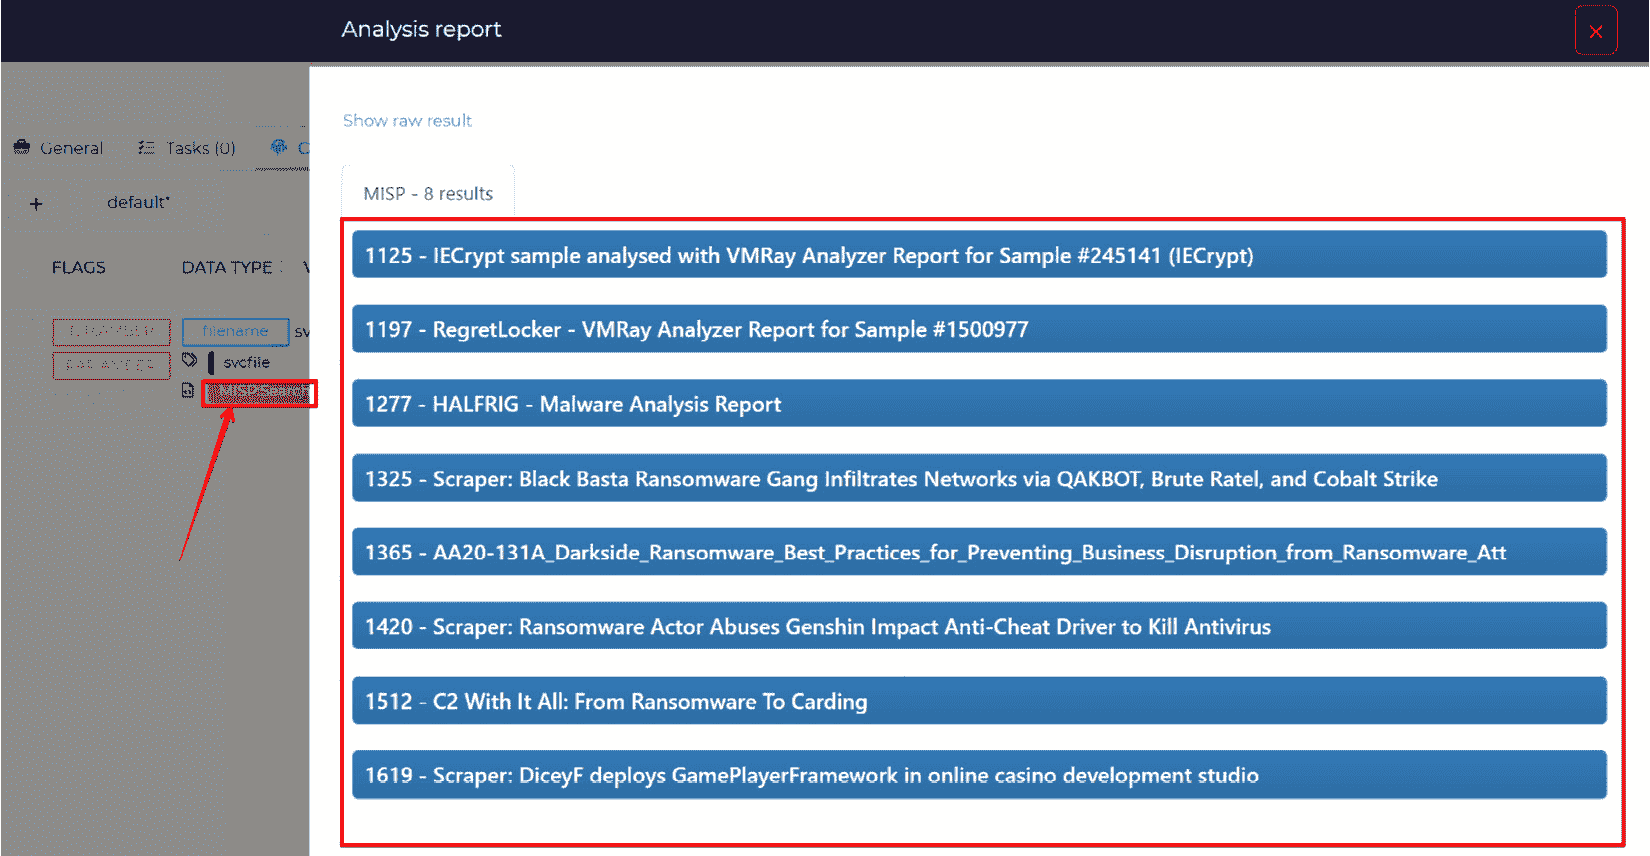 Analysis report
Show raw result
General
Tasks (0)
default*
MISP - 8 results
FLAGS
DATA TYPE
filename
svcfile
1125 - IECrypt sample analysed with VMRay Analyzer Report for Sample #245141 (IECrypt)
1197 - RegretLocker - VMRay Analyzer Report for Sample #1500977
1277 - HALFRIG - Malware Analysis Report
1325 - Scraper: Black Basta Ransomware Gang Infiltrates Networks via QAKBOT, Brute Ratel, and Cobalt Strike
1365 - AA20-131A_Darkside_Ransomware_Best_Practices_for_Preventing_Business_Disruption_from_Ransomware_Att
1420 - Scraper: Ransomware Actor Abuses Genshin Impact Anti-Cheat Driver to Kill Antivirus
1512 - C2 With It All: From Ransomware To Carding
1619 - Scraper: DiceyF deploys GamePlayerFramework in online casino development studio